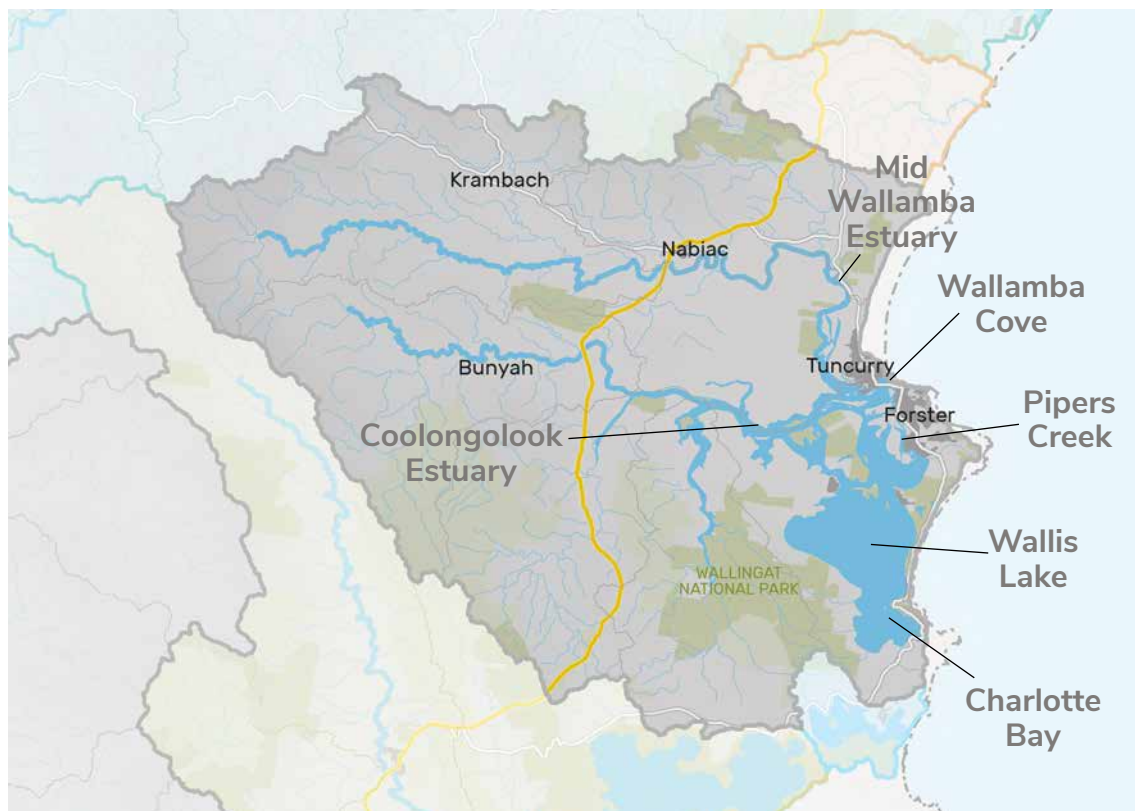 Krambach
Mid
Wallamba
Estuary
Nabiac
Wallamba
Cove
Bunyah
Tuncurry
Forster
Pipers
Creek
Coolongolook
Estuary
Wallis
Lake
WALLINGAT
NATIONAL PARK
Charlotte
Bay